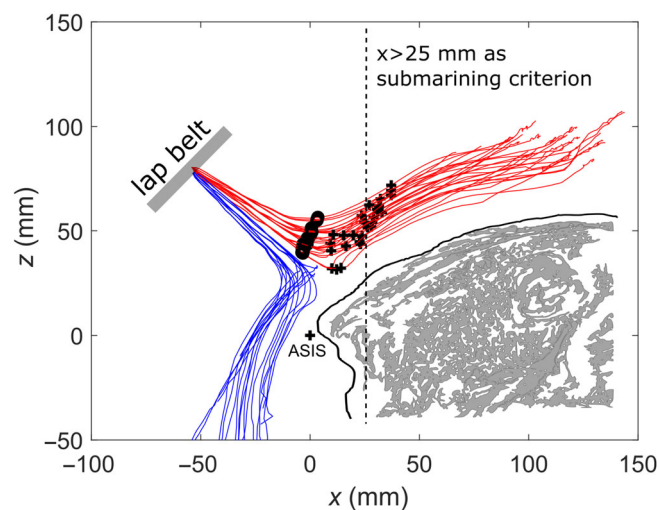 x>25 mm as
submarining criterion
lap belt
ASIS
z (mm)
150
100
50
0
-50
-100
-50
0
50
100
150
x (mm)